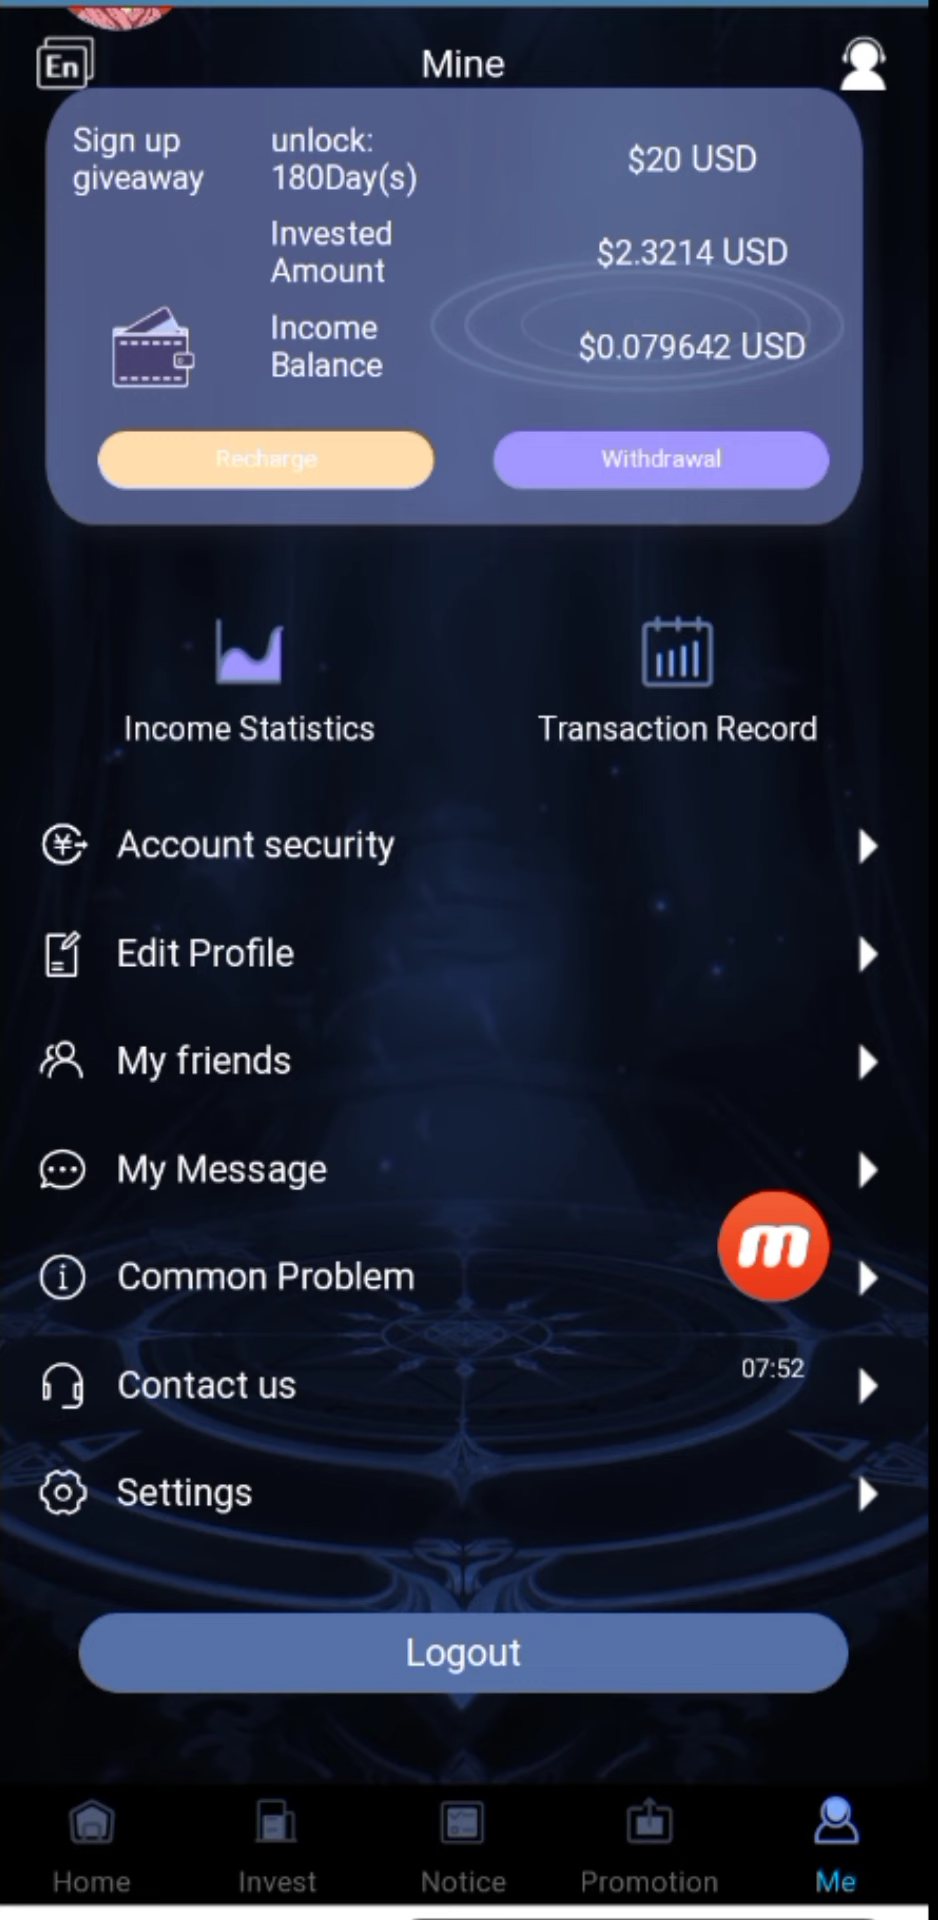 En
Mine
Sign up
giveaway
unlock:
180Day(s)
$20 USD
Invested
Amount
$2.3214 USD
Income
Balance
$0.079642 USD
Recharge
Withdrawal
Income Statistics
Transaction Record
¥
Account security
Edit Profile
My friends
My Message
m
i
Common Problem
07:52
Contact us
Settings
Logout
Home
Invest
Notice
Promotion
Me